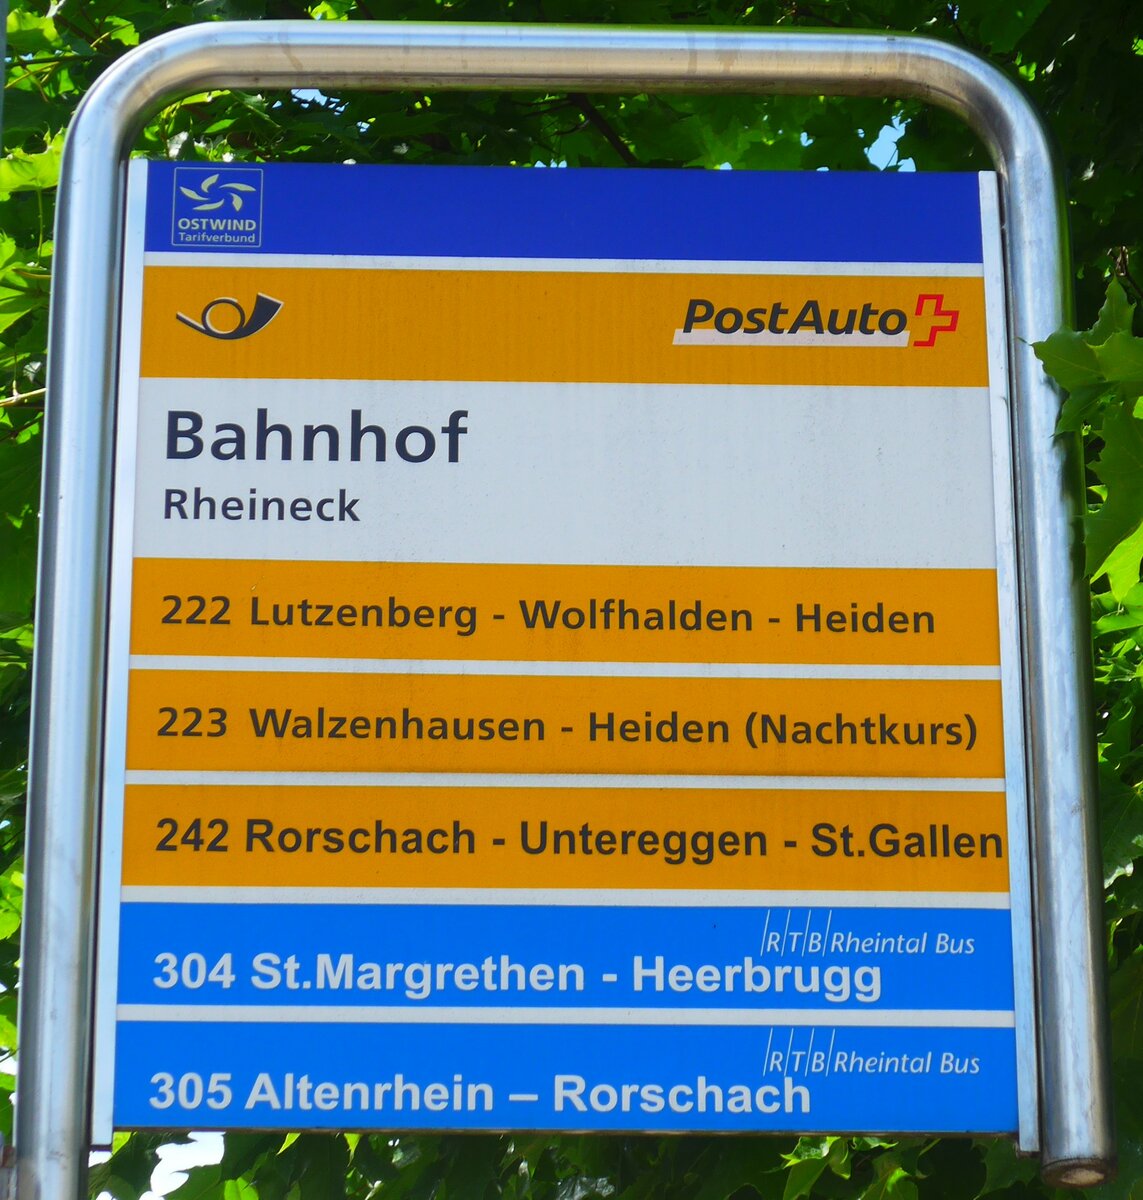 OSTWIND
Tarifverbund
PostAuto
Bahnhof
Rheineck
222 Lutzenberg - Wolfhalden - Heiden
223 Walzenhausen - Heiden (Nachtkurs)
242 Rorschach - Untereggen - St.Gallen
RTB Rheintal Bus
304 St.Margrethen - Heerbrugg
RTB Rheintal Bus
305 Altenrhein – Rorschach